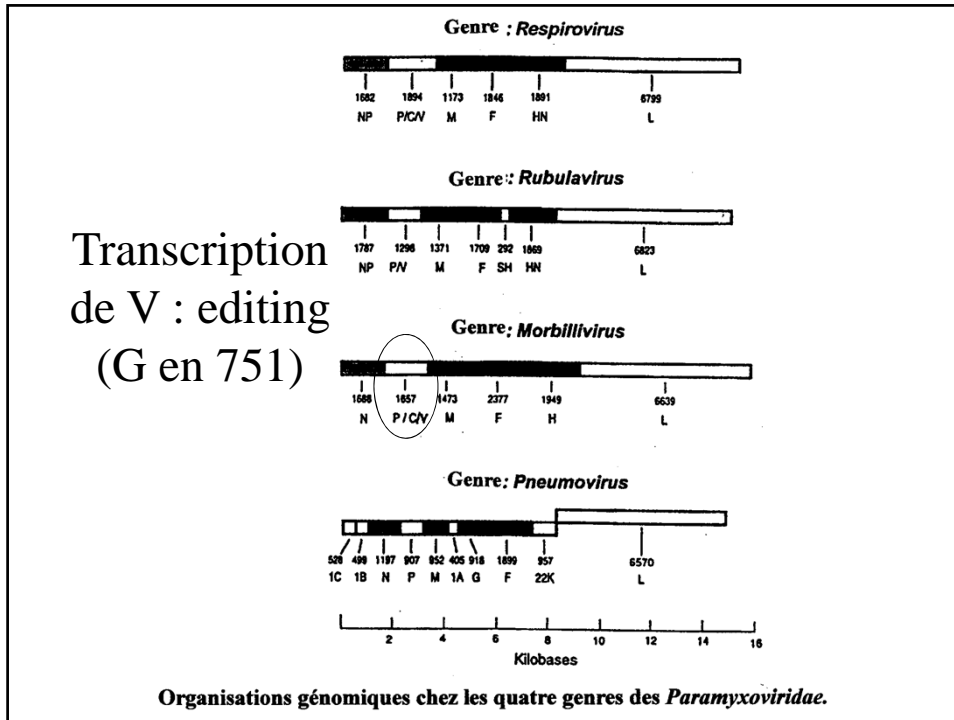 Genre : Respirovirus
1682 1894 1173 1846 1891 6799
NP P/C/V M F HN L
Genre : Rubulavirus
1787 1296 1371 1709 292 1869 6823
NP P/V M F SH HN L
Transcription
de V : editing
(G en 751)
Genre : Morbillivirus
1688 1657 1473 2377 1949 6639
N P / C/V M F H L
Genre: Pneumovirus
528 499 1197 907 952 405 918 1899 957 6570
1C 1B N P M 1A G F 22K L
2 4 6 8 10 12 14 16
Kilobases
Organisations génomiques chez les quatre genres des Paramyxoviridae.